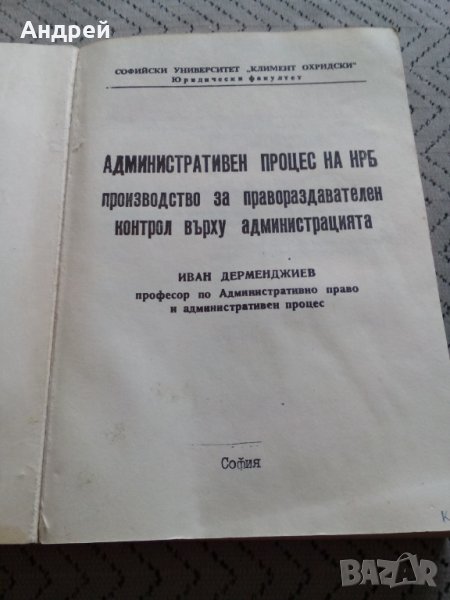 Андрей
СОФИЙСКИ УНИВЕРСИТЕТ „КЛИМЕНТ ОХРИДСКИ"
Юридически факултет
АДМИНИСТРАТИВЕН ПРОЦЕС НА НРБ
производство за правораздавателен
контрол върху администрацията
ИВАН ДЕРМЕНДЖИЕВ
професор по Административно право
и административен процес
София
к
BAZAR